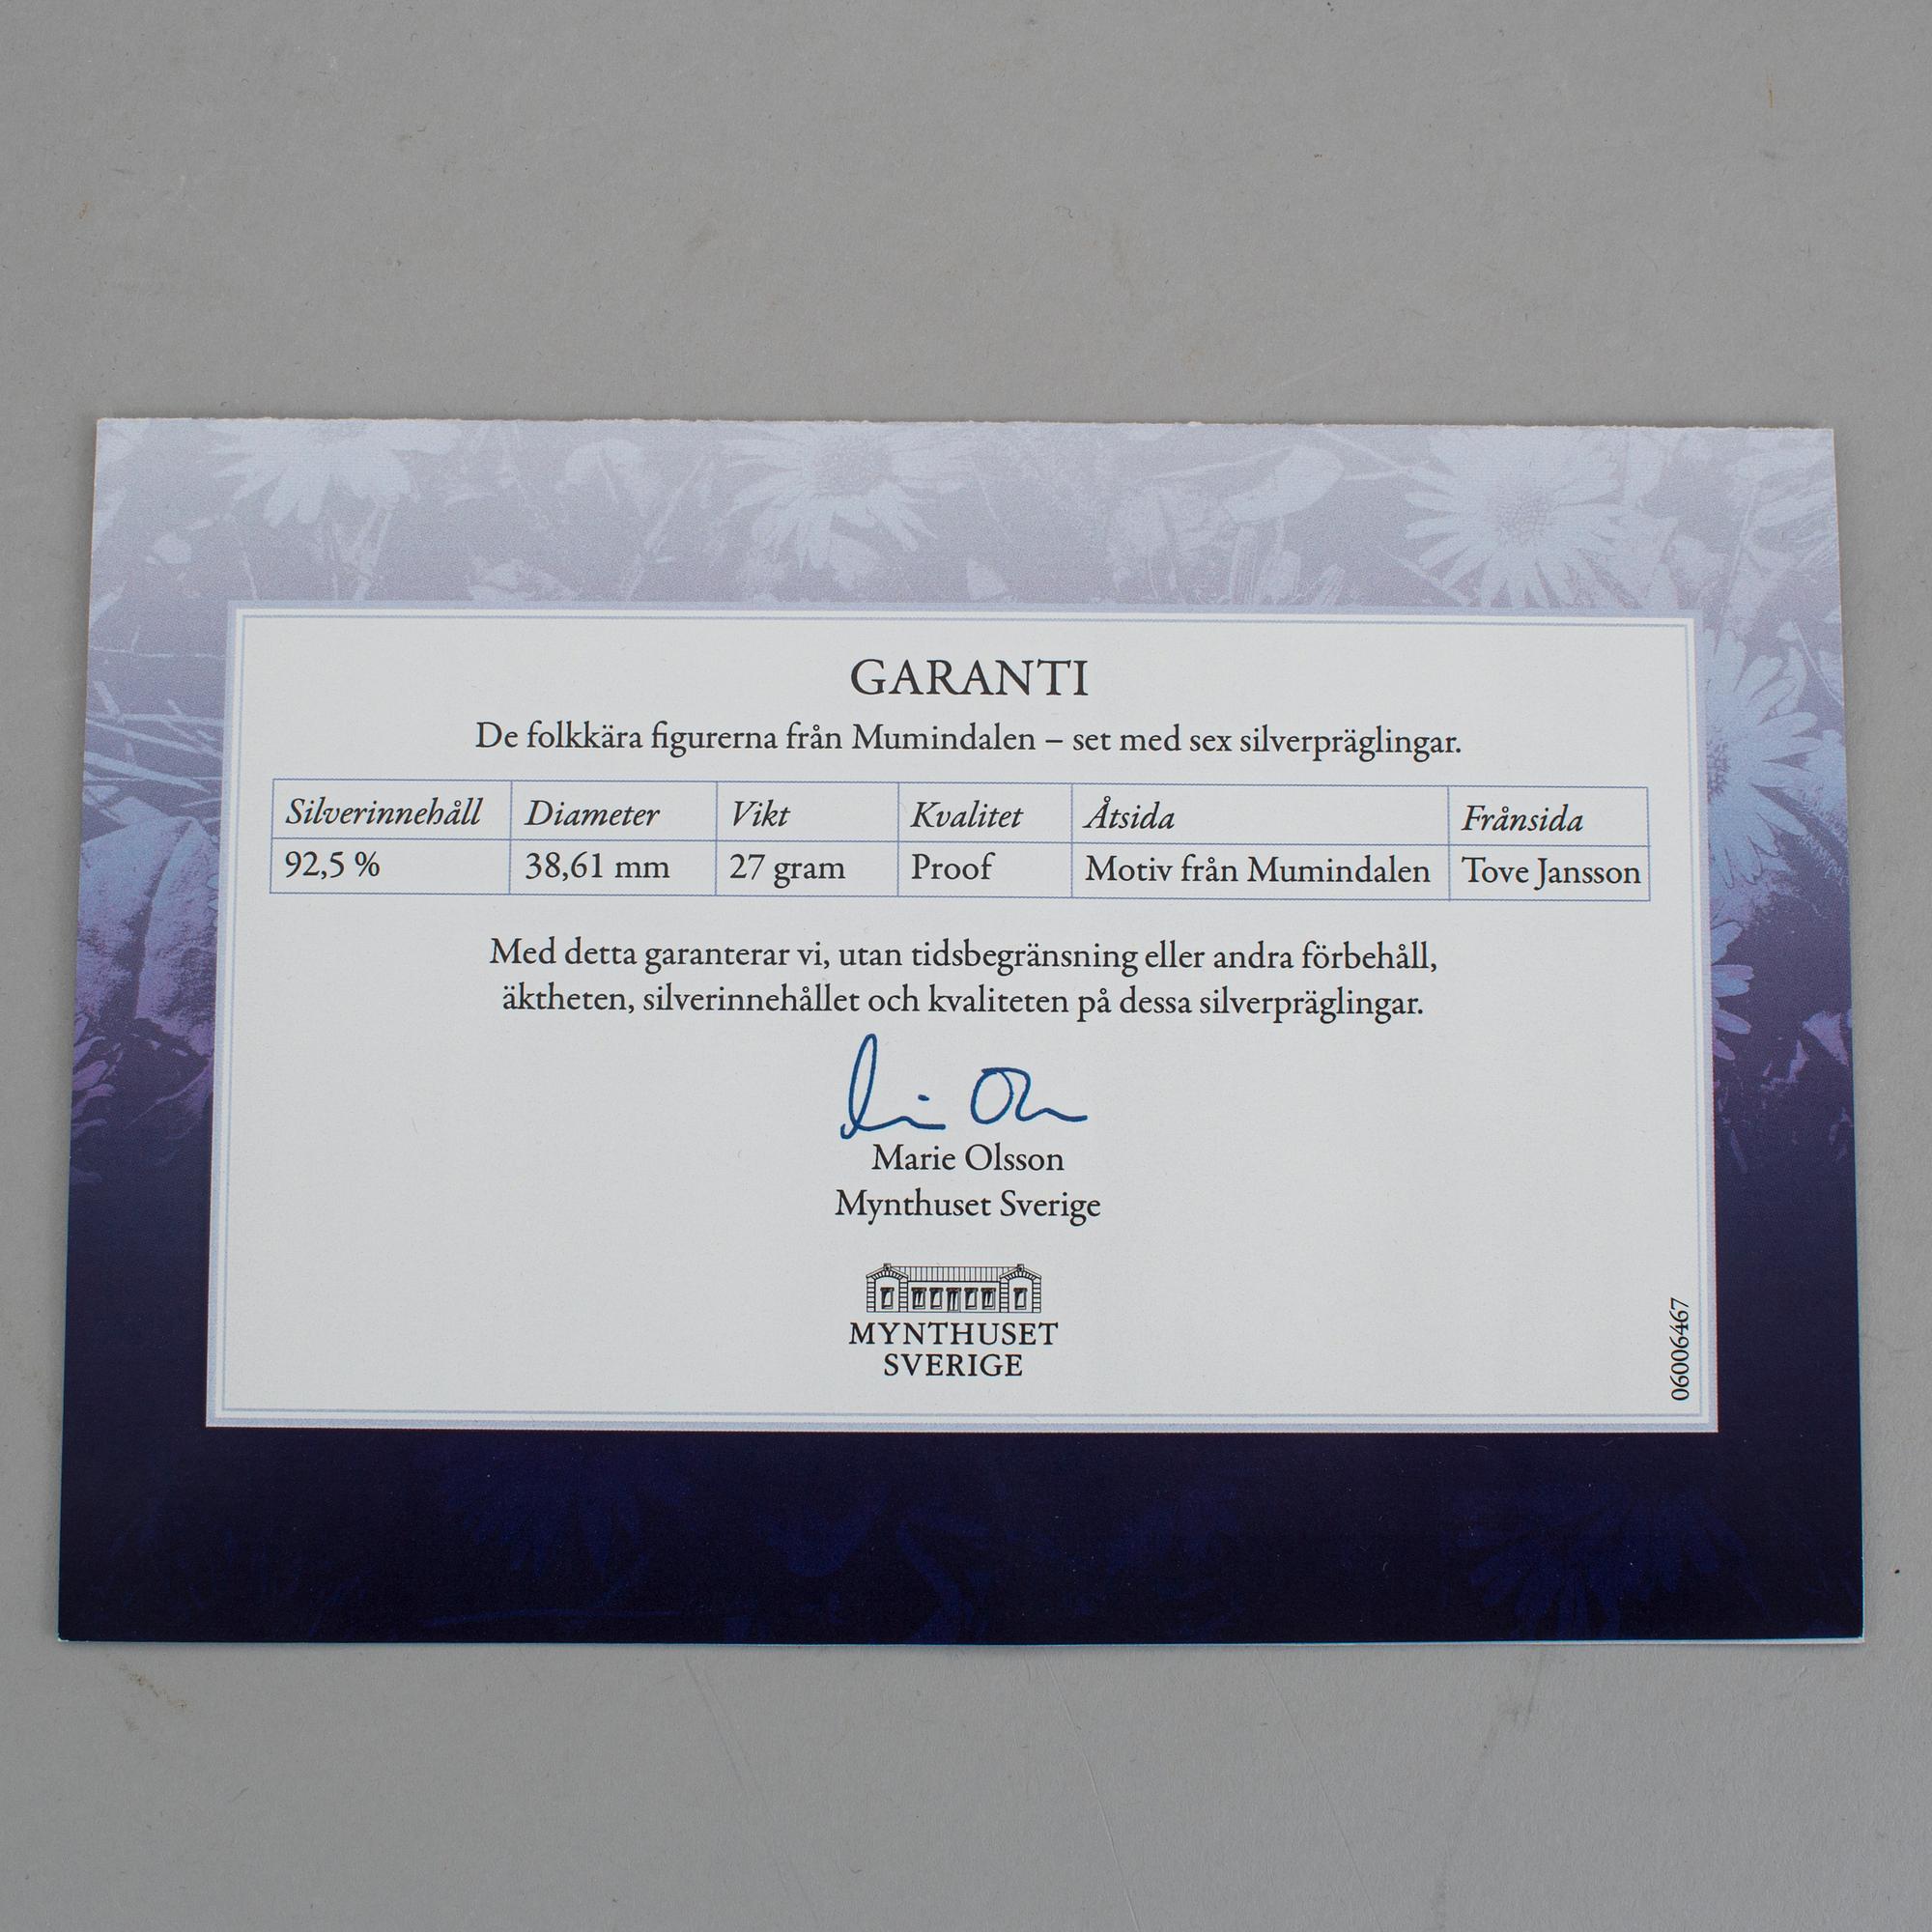 GARANTI
De folkkära figurerna från Mumindalen – set med sex silverpräglingar.
Silverinnehåll Diameter Vikt Kvalitet Åtsida Frånsida
92,5 % 38,61 mm 27 gram Proof Motiv från Mumindalen Tove Jansson
Med detta garanterar vi, utan tidsbegränsning eller andra förbehåll,
äktheten, silverinnehållet och kvaliteten på dessa silverpräglingar.
Marie Olsson
Mynthuset Sverige
MYNTHUSET
SVERIGE
06006467